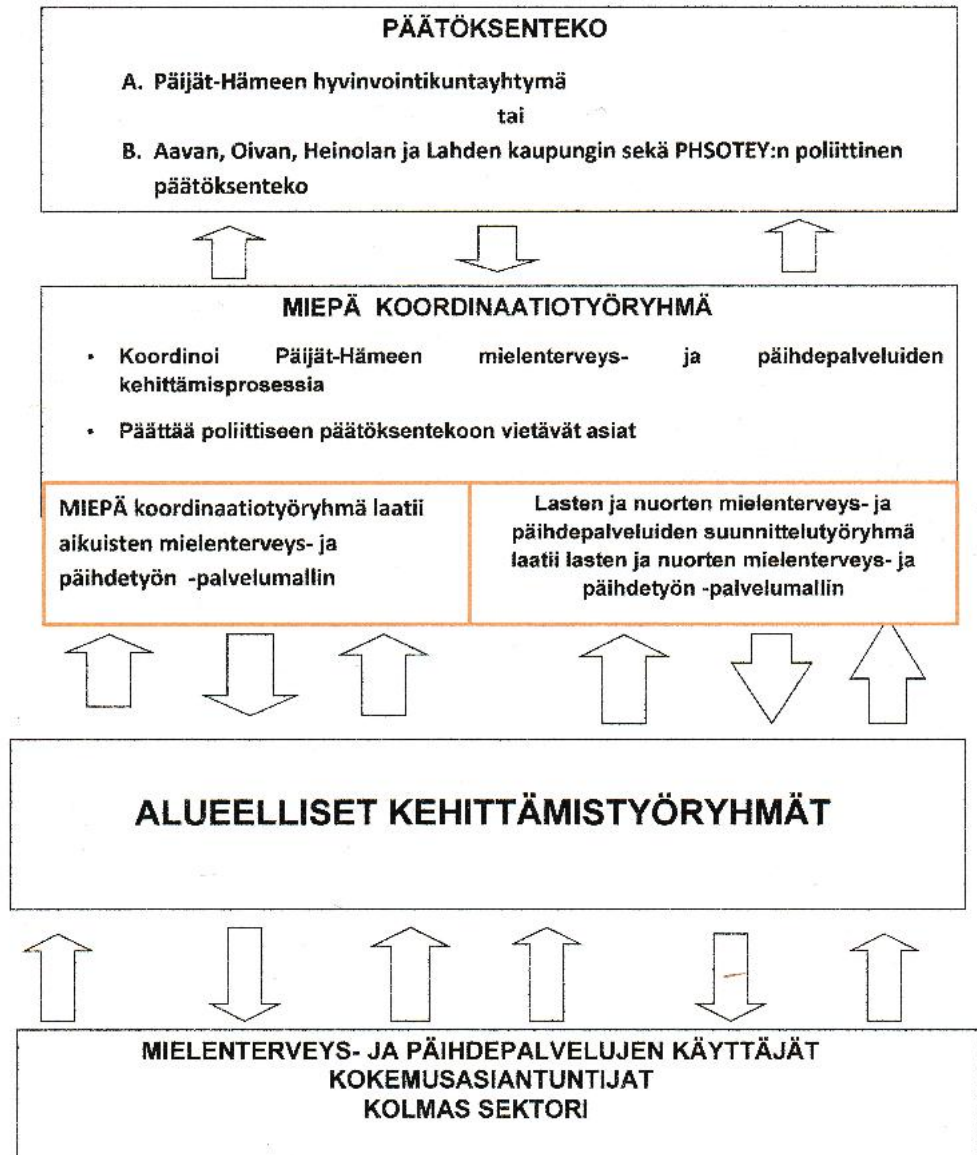 PÄÄTÖKSENTEKO
A. Päijät-Hämeen hyvinvointikuntayhtymä
tai
B. Aavan, Oivan, Heinolan ja Lahden kaupungin sekä PHSOTEY:n poliittinen
päätöksenteko
MIEPÄ KOORDINAATIOTYÖRYHMÄ
• Koordinoi Päijät-Hämeen mielenterveys- ja päihdepalveluiden
kehittämisprosessia
• Päättää poliittiseen päätöksentekoon vietävät asiat
MIEPÄ koordinaatiotyöryhmä laatii
aikuisten mielenterveys- ja
päihdetyön -palvelumallin
Lasten ja nuorten mielenterveys- ja
päihdepalveluiden suunnittelutyöryhmä
laatii lasten ja nuorten mielenterveys- ja
päihdetyön -palvelumallin
ALUEELLISET KEHITTÄMISTYÖRYHMÄT
MIELENTERVEYS- JA PÄIHDEPALVELUJEN KÄYTTÄJÄT
KOKEMUSASIANTUNTIJAT
KOLMAS SEKTORI